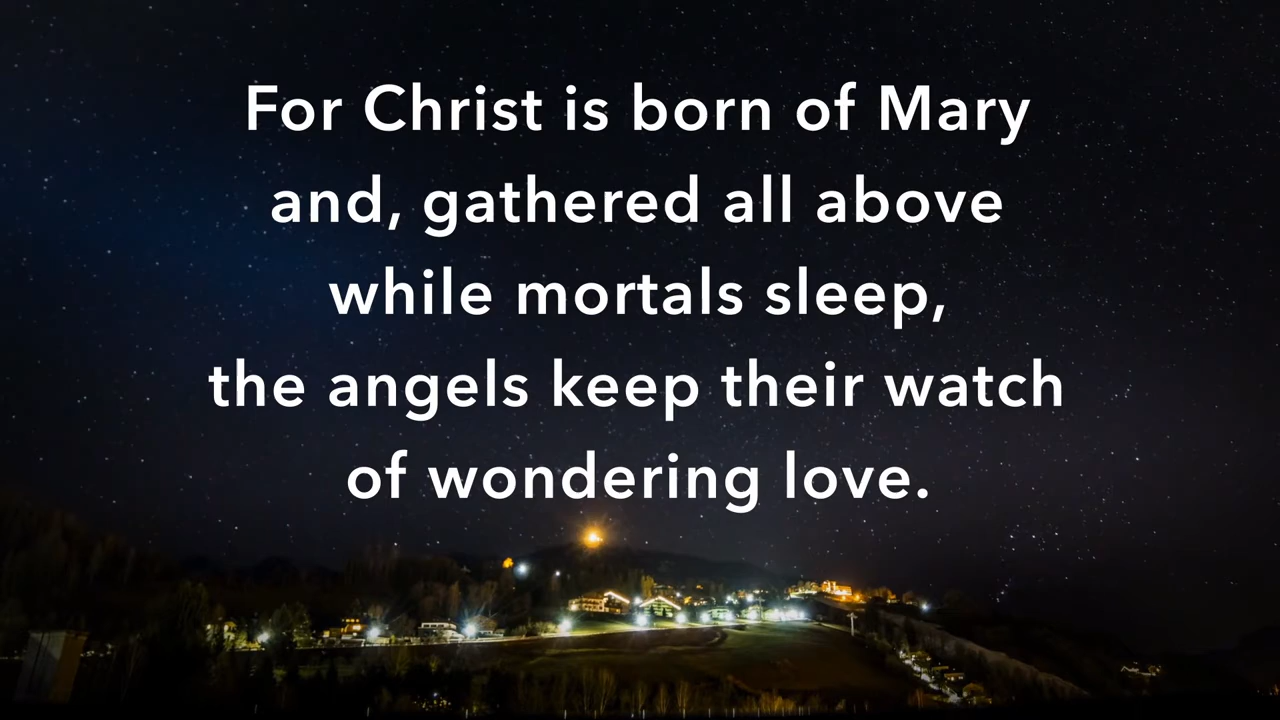 For Christ is born of Mary
and, gathered all above
while mortals sleep,
the angels keep their watch
of wondering love.